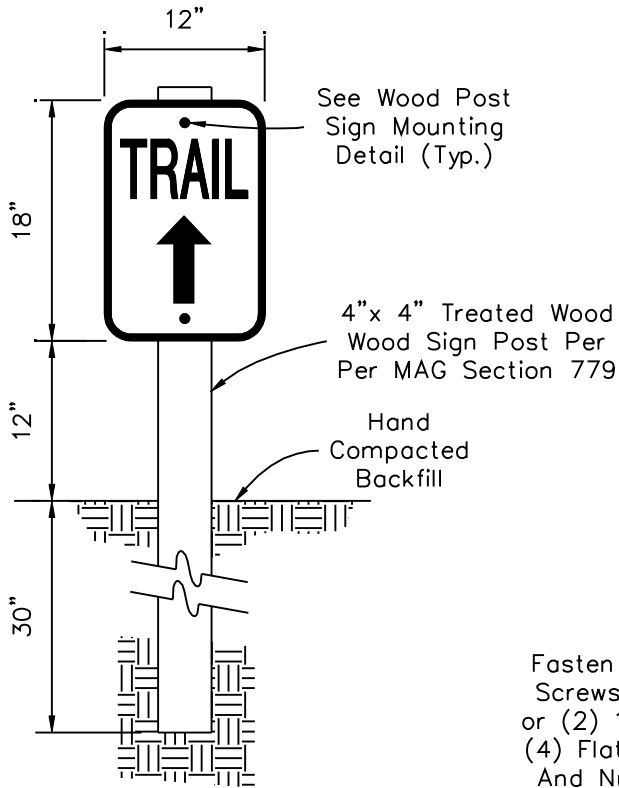 12"
See Wood Post
Sign Mounting
Detail (Typ.)
TRAIL
18"
4"x 4" Treated Wood
Wood Sign Post Per
Per MAG Section 779
12"
Hand
Compacted
Backfill
30"
Fasten
Screws
or (2)
(4) Flat
And